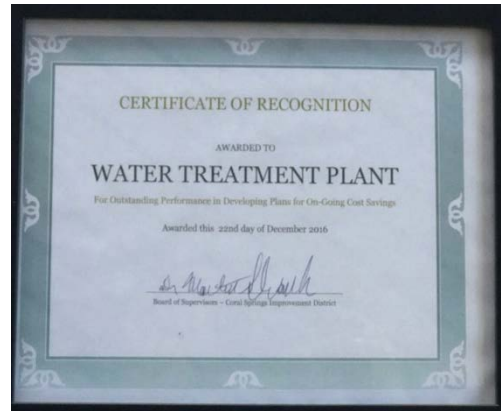 CERTIFICATE OF RECOGNITION
AWARDED TO
WATER TREATMENT PLANT
For Outstanding Performance in Developing Plans for On-Going Cost Savings
Awarded this 22nd day of December 2016
Board of Supervisors – Coral Springs Improvement District